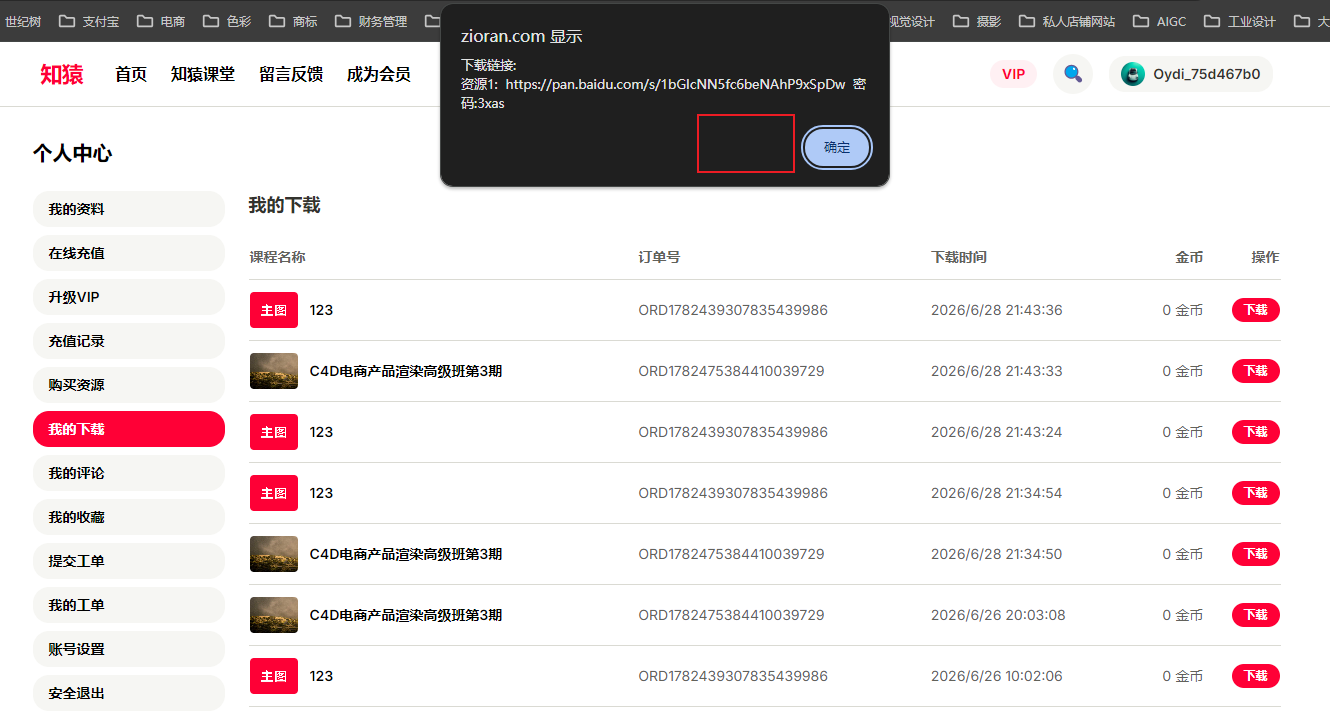 世纪树 支付宝 电商 色彩 商标 财务管理 视觉设计 摄影 私人店铺网站 AIGC 工业设计 大
zioran.com 显示
下载链接:
资源1: https://pan.baidu.com/s/1bGIcNN5fc6beNAhP9xSpDw 密
码:3xas
确定
知猿 首页 知猿课堂 留言反馈 成为会员 VIP Oydi_75d467b0
个人中心
我的资料
在线充值
升级VIP
充值记录
购买资源
我的下载
我的评论
我的收藏
提交工单
我的工单
账号设置
安全退出
我的下载
课程名称 订单号 下载时间 金币 操作
主图 123 ORD1782439307835439986 2026/6/28 21:43:36 0 金币 下载
C4D电商产品渲染高级班第3期 ORD1782475384410039729 2026/6/28 21:43:33 0 金币 下载
主图 123 ORD1782439307835439986 2026/6/28 21:43:24 0 金币 下载
主图 123 ORD1782439307835439986 2026/6/28 21:34:54 0 金币 下载
C4D电商产品渲染高级班第3期 ORD1782475384410039729 2026/6/28 21:34:50 0 金币 下载
C4D电商产品渲染高级班第3期 ORD1782475384410039729 2026/6/26 20:03:08 0 金币 下载
主图 123 ORD1782439307835439986 2026/6/26 10:02:06 0 金币 下载